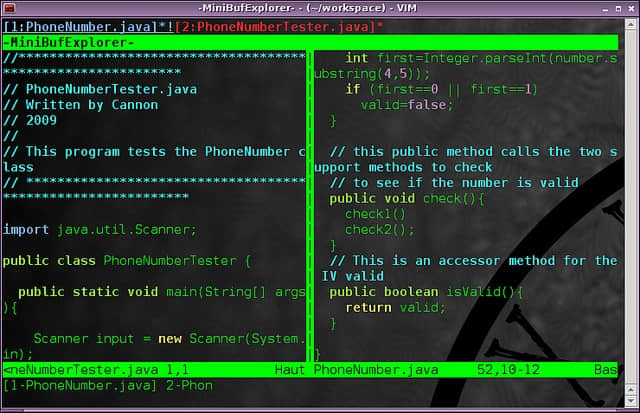 -MiniBufExplorer- - (~/workspace) - VIM
[1:PhoneNumber.java]*![2:PhoneNumberTester.java]*
-MiniBufExplorer-
//************************************
***********************
// PhoneNumberTester.java
// Written by Cannon
// 2009
//
// This program tests the PhoneNumber c
lass
// ***********************************
************************
import java.util.Scanner;
public class PhoneNumberTester {
public static void main(String[] args
){
Scanner input = new Scanner(System.
in);
int first=Integer.parseInt(number.s
ubstring(4,5));
if (first==0 || first==1)
valid=false;
}
// this public method calls the two s
upport methods to check
// to see if the number is valid
public void check(){
check1()
check2();
}
// This is an accessor method for the
IV valid
public boolean isValid(){
return valid;
}
}
<neNumberTester.java 1,1 Haut PhoneNumber.java 52,10-12 Bas
[1-PhoneNumber.java] 2-Phon